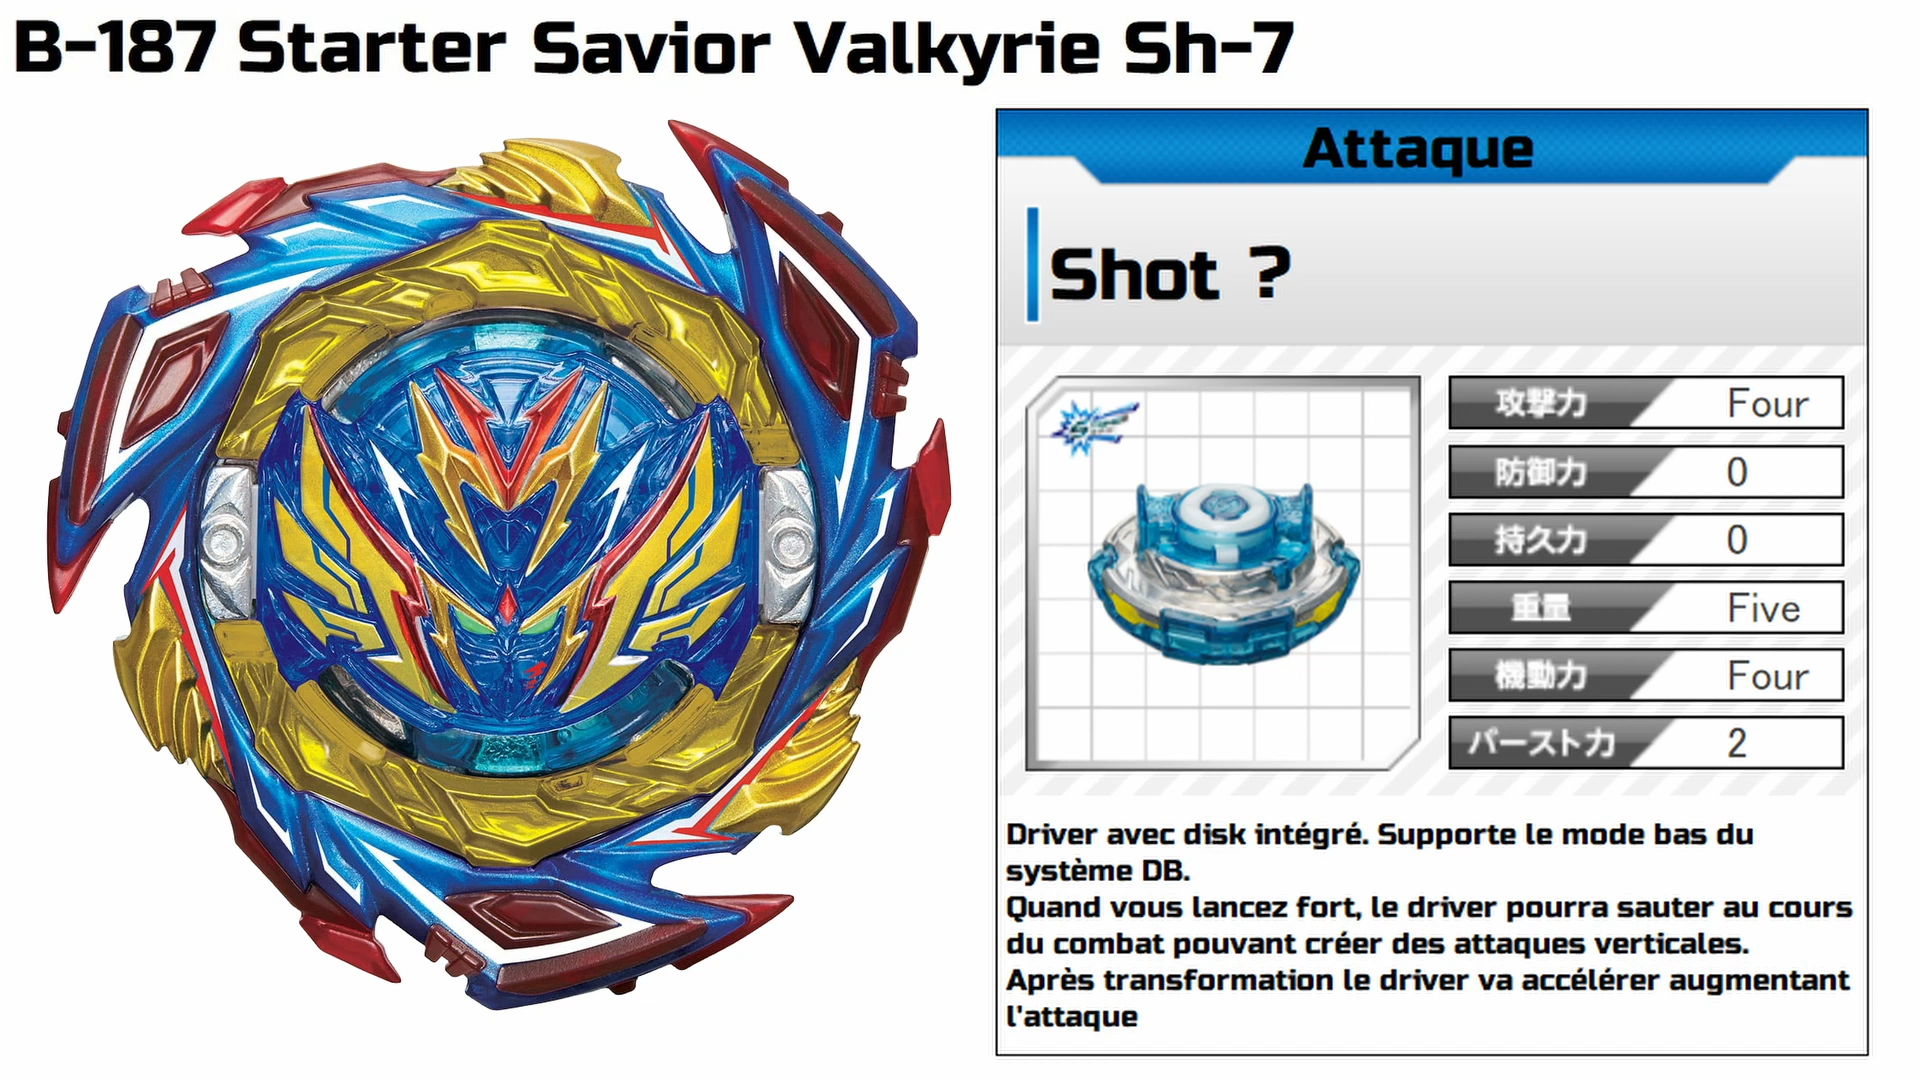 B-187 Starter Savior Valkyrie Sh-7
Attaque
Shot ?
攻撃力 Four
防御力 0
持久力 0
重量 Five
機動力 Four
バースト力 2
Driver avec disk intégré. Supporte le mode bas du
système DB.
Quand vous lancez fort, le driver pourra sauter au cours
du combat pouvant créer des attaques verticales.
Après transformation le driver va accélérer augmentant
l'attaque